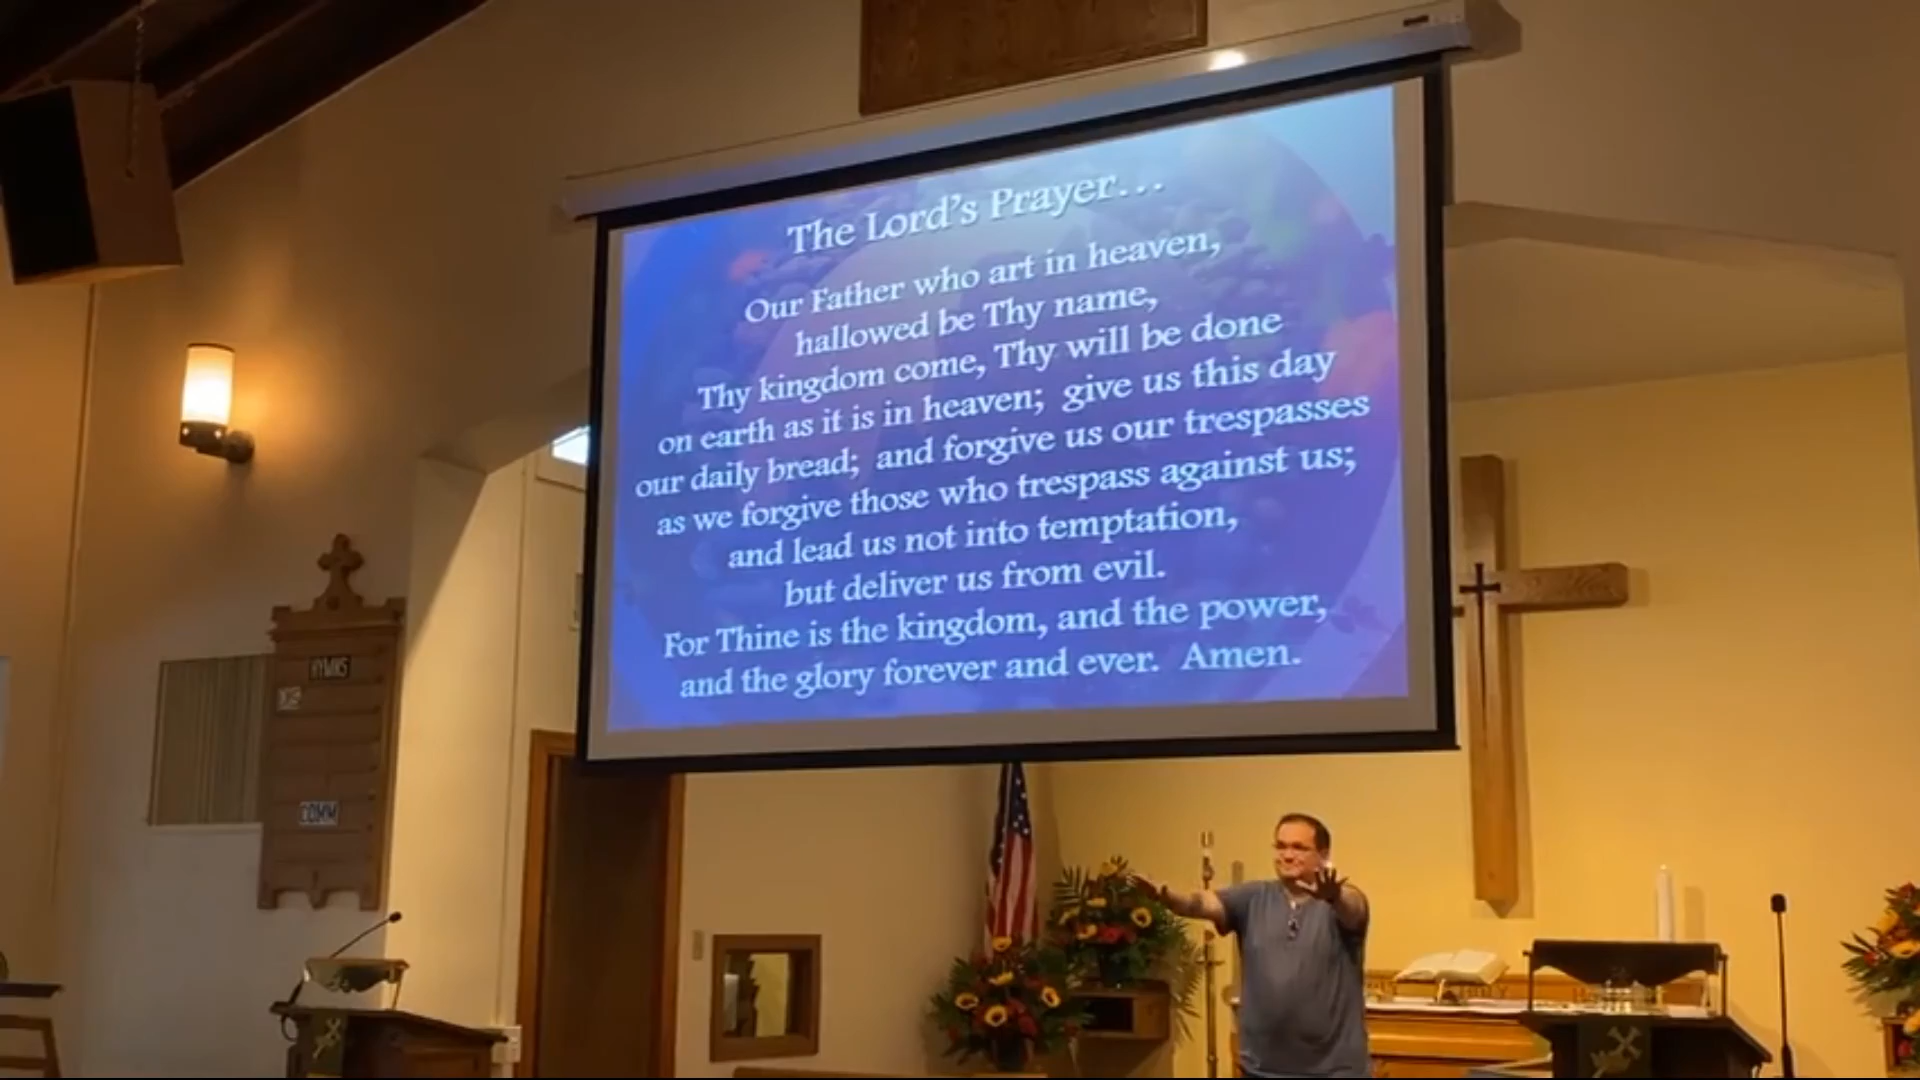 The Lord's Prayer...
Our Father who art in heaven,
hallowed be Thy name,
Thy kingdom come, Thy will be done
on earth as it is in heaven; give us this day
our daily bread; and forgive us our trespasses
as we forgive those who trespass against us;
and lead us not into temptation,
but deliver us from evil.
For Thine is the kingdom, and the power,
and the glory forever and ever. Amen.
HYMNS
COMM